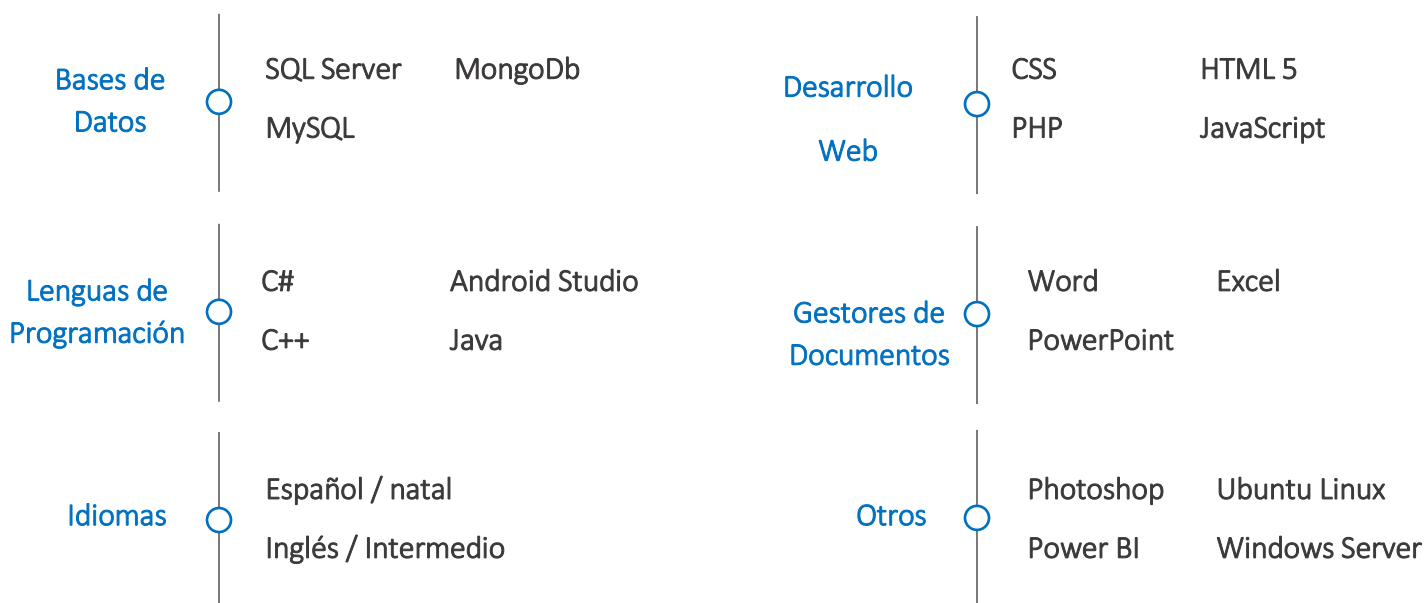 Bases de
Datos
SQL Server MongoDb
MySQL
Desarrollo
Web
CSS HTML 5
PHP JavaScript
Lenguas de
Programación
C# Android Studio
C++ Java
Gestores de
Documentos
Word Excel
PowerPoint
Idiomas
Español / natal
Inglés / Intermedio
Otros
Photoshop Ubuntu Linux
Power BI Windows Server